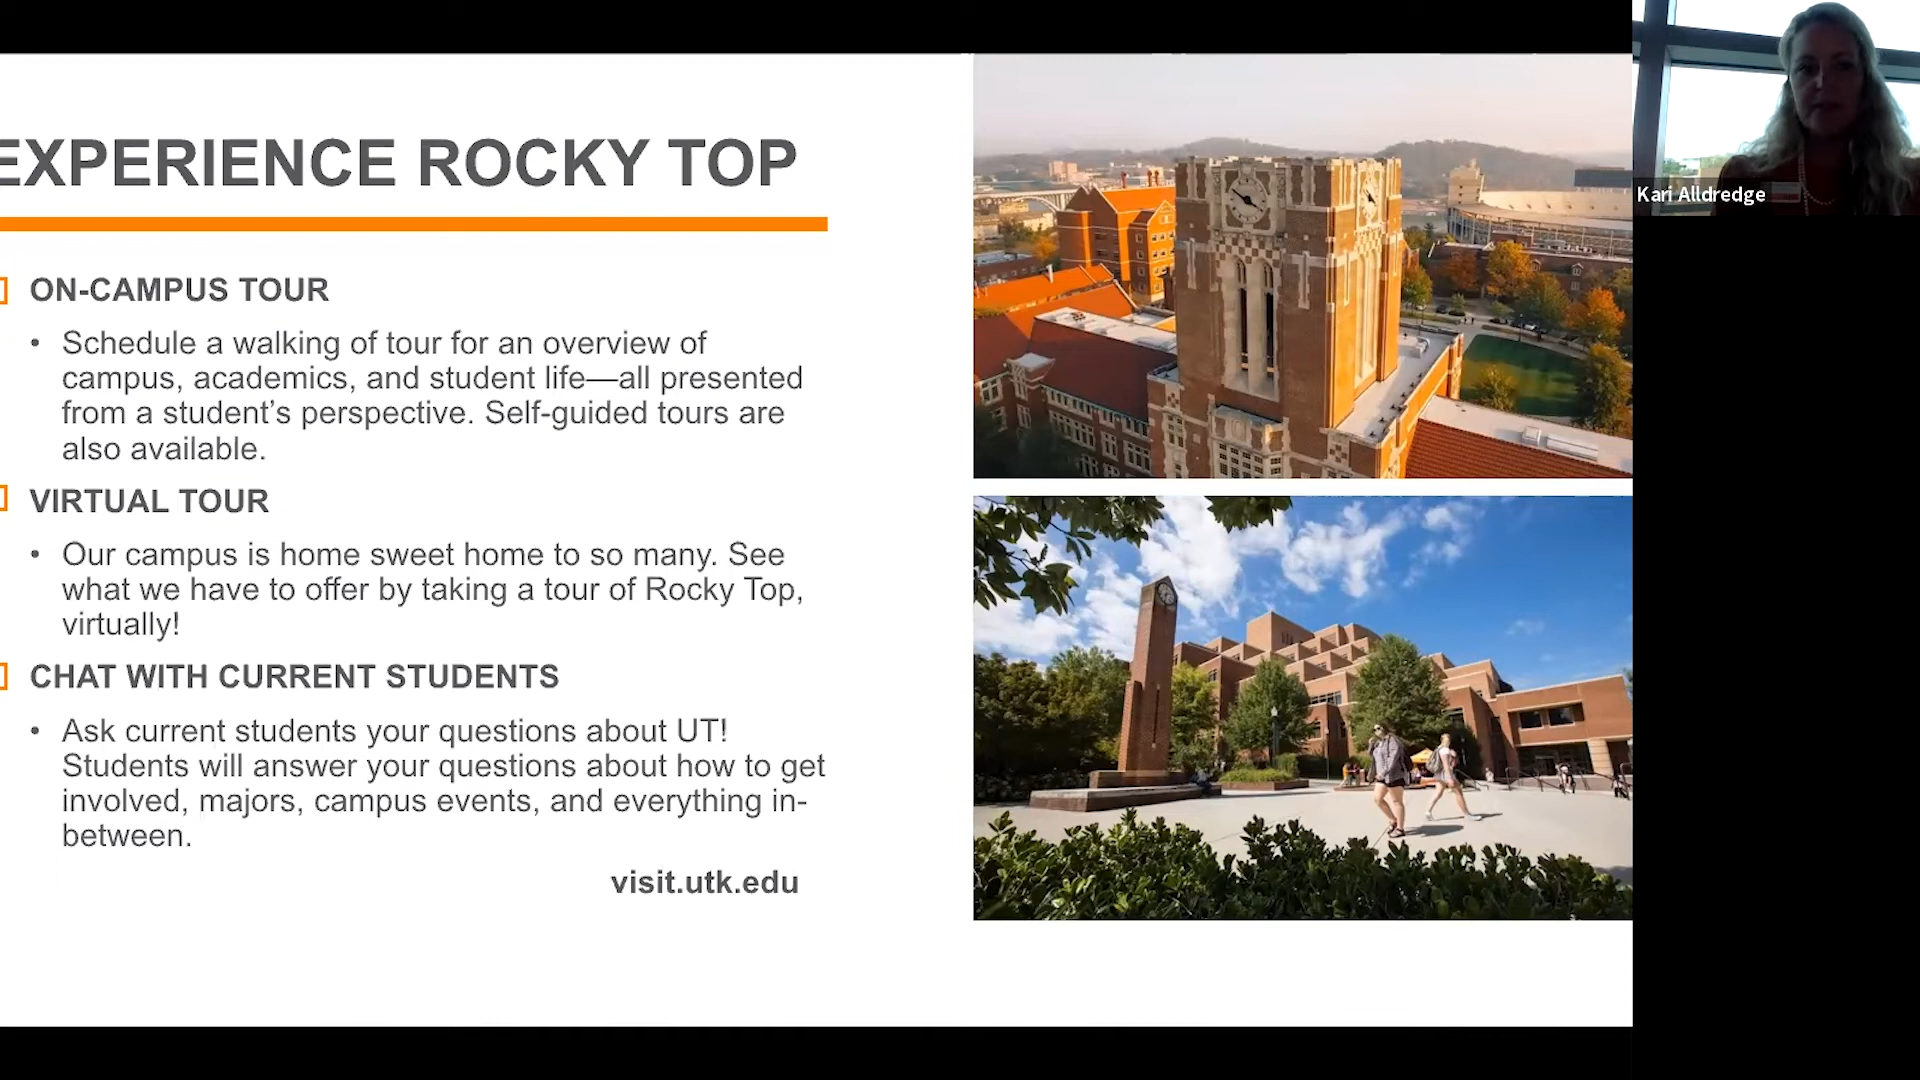 EXPERIENCE ROCKY TOP
ON-CAMPUS TOUR
• Schedule a walking of tour for an overview of
campus, academics, and student life—all presented
from a student’s perspective. Self-guided tours are
also available.
VIRTUAL TOUR
• Our campus is home sweet home to so many. See
what we have to offer by taking a tour of Rocky Top,
virtually!
CHAT WITH CURRENT STUDENTS
• Ask current students your questions about UT!
Students will answer your questions about how to get
involved, majors, campus events, and everything in-
between.
visit.utk.edu
Kari Alldredge